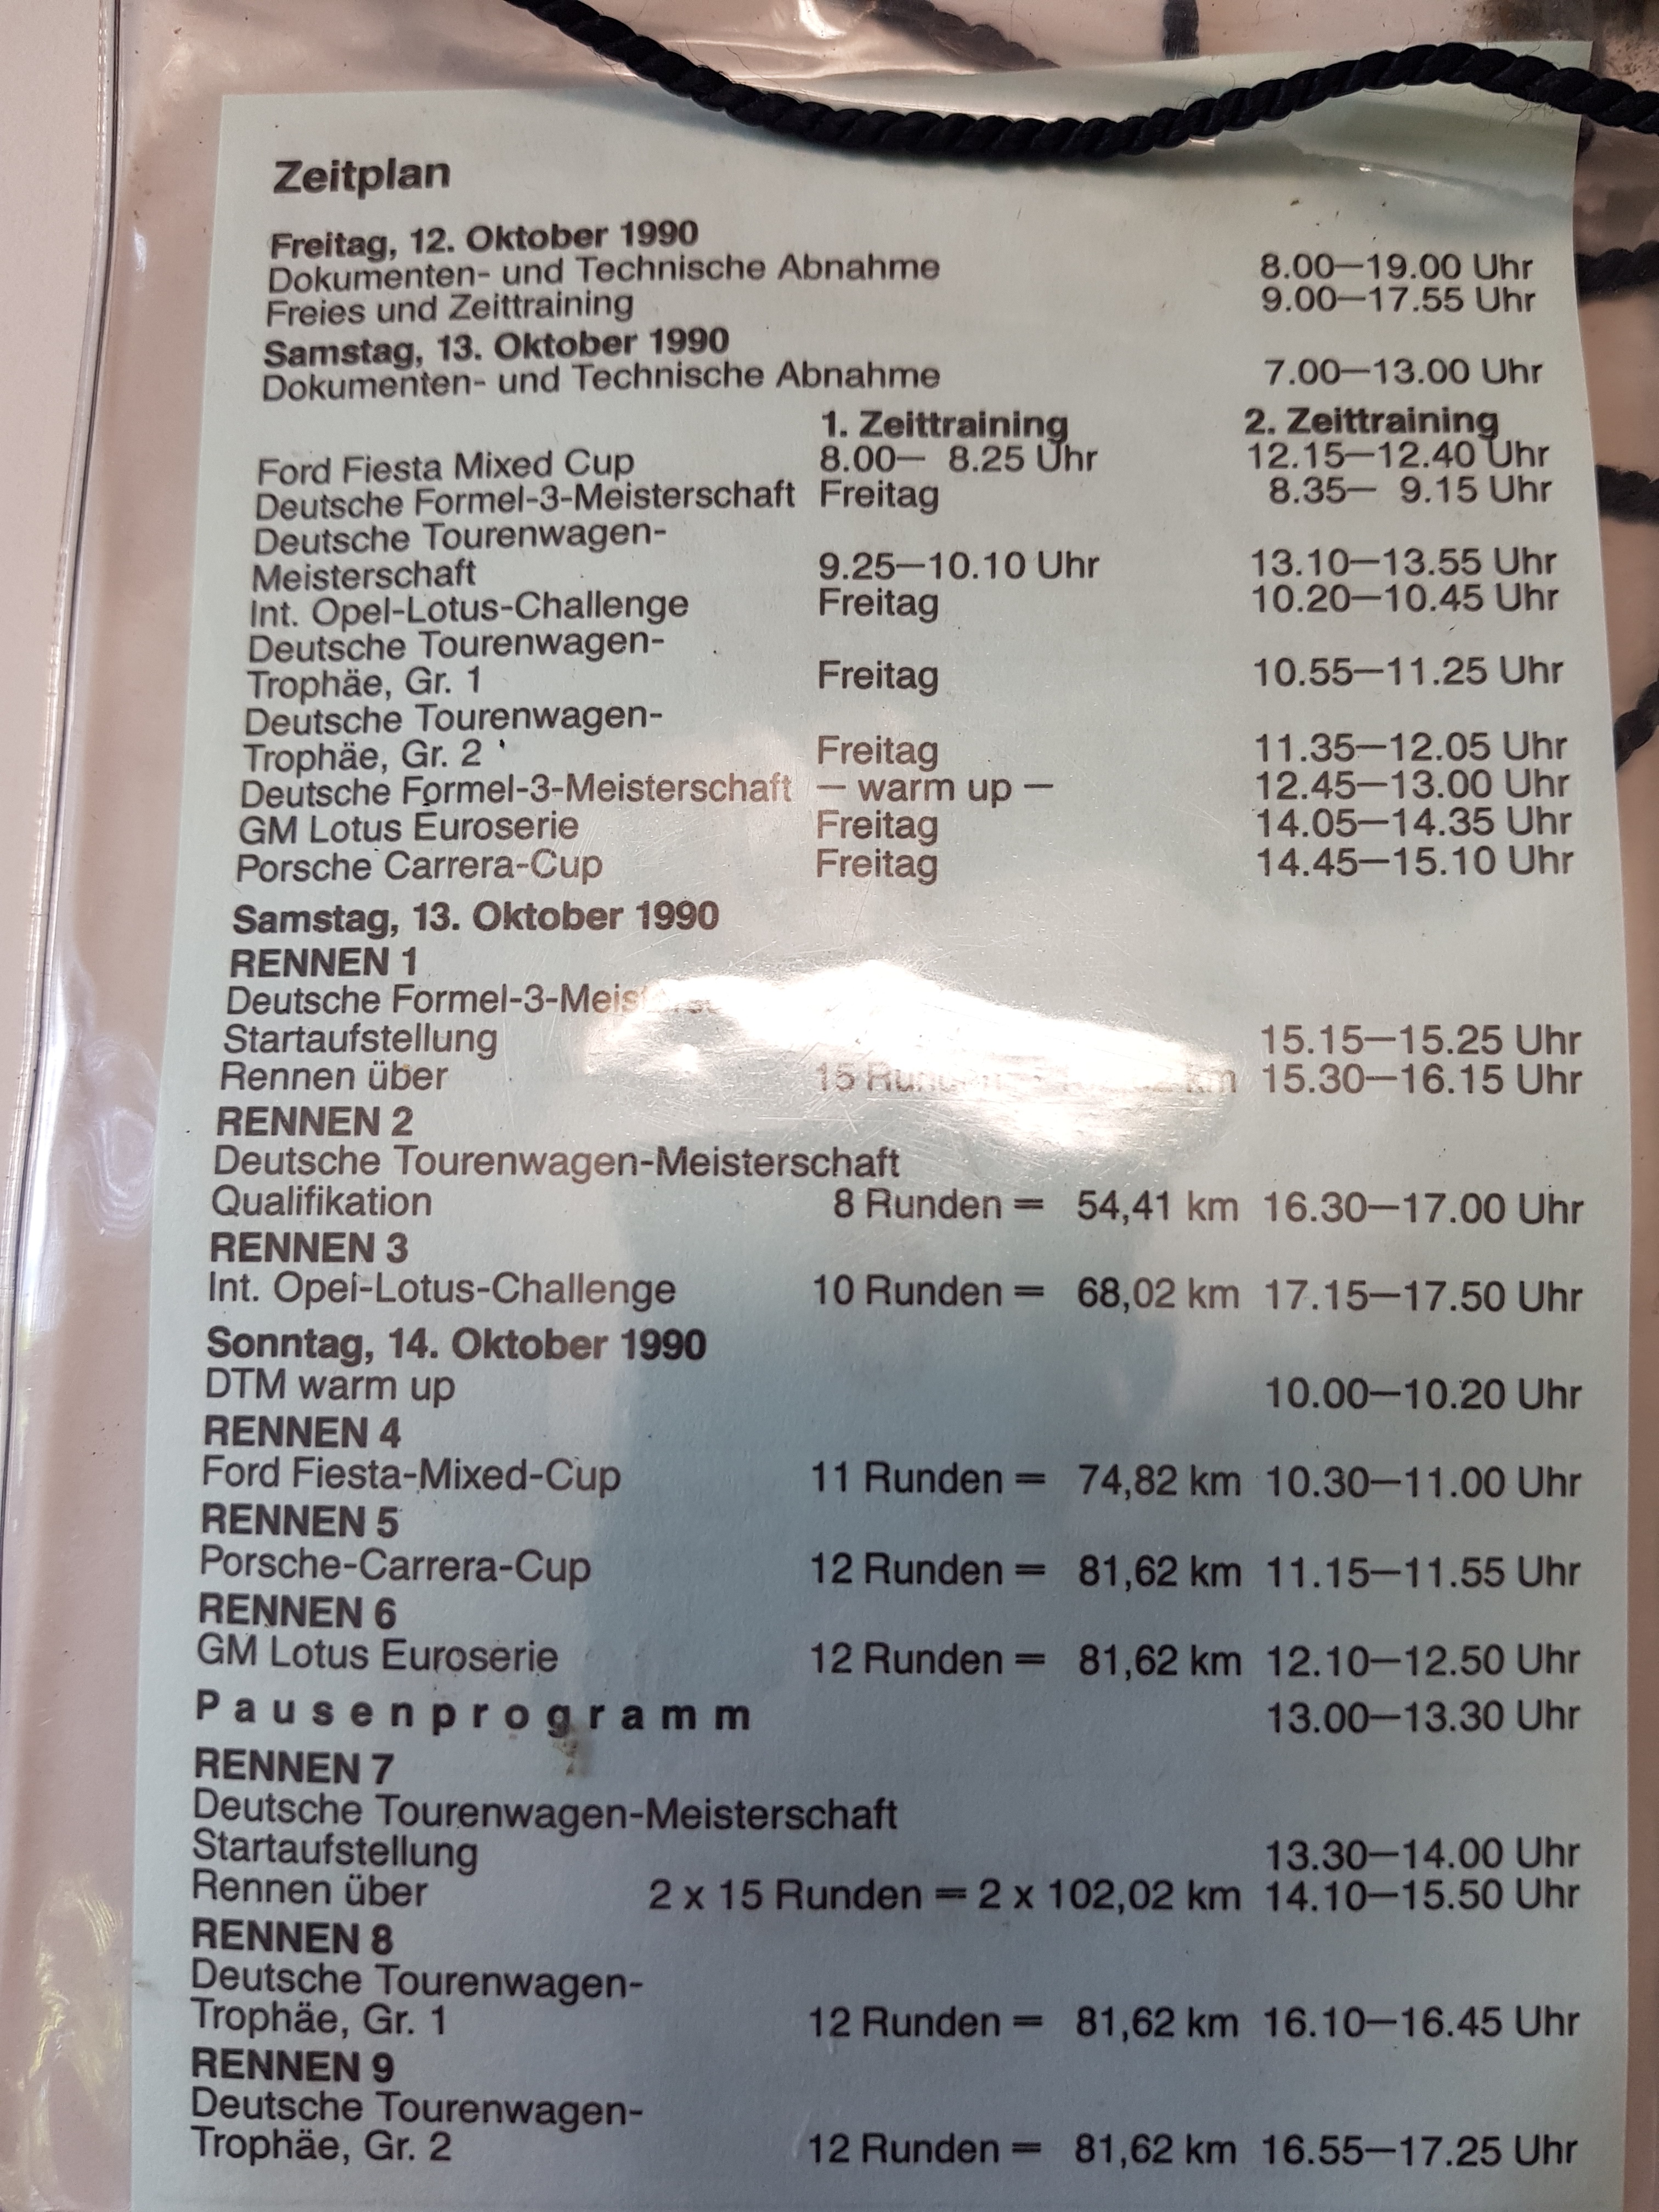 Zeitplan
Freitag, 12. Oktober 1990
Dokumenten- und Technische Abnahme 8.00—19.00 Uhr
Freies und Zeittraining 9.00—17.55 Uhr
Samstag, 13. Oktober 1990
Dokumenten- und Technische Abnahme 7.00—13.00 Uhr
1. Zeittraining 2. Zeittraining
Ford Fiesta Mixed Cup 8.00— 8.25 Uhr 12.15—12.40 Uhr
Deutsche Formel-3-Meisterschaft Freitag 8.35— 9.15 Uhr
Deutsche Tourenwagen-
Meisterschaft 9.25—10.10 Uhr 13.10—13.55 Uhr
Int. Opel-Lotus-Challenge Freitag 10.20—10.45 Uhr
Deutsche Tourenwagen-
Trophäe, Gr. 1 Freitag 10.55—11.25 Uhr
Deutsche Tourenwagen-
Trophäe, Gr. 2 Freitag 11.35—12.05 Uhr
Deutsche Formel-3-Meisterschaft — warm up — 12.45—13.00 Uhr
GM Lotus Euroserie Freitag 14.05—14.35 Uhr
Porsche Carrera-Cup Freitag 14.45—15.10 Uhr
Samstag, 13. Oktober 1990
RENNEN 1
Deutsche
Startaufstellung 15.15—15.25 Uhr
Rennen über 15 Runden km 15.30—16.15 Uhr
RENNEN 2
Deutsche Tourenwagen-Meisterschaft
Qualifikation 8 Runden = 54,41 km 16.30—17.00 Uhr
RENNEN 3
Int. Opel-Lotus-Challenge 10 Runden = 68,02 km 17.15—17.50 Uhr
Sonntag, 14. Oktober 1990
DTM warm up 10.00—10.20 Uhr
RENNEN 4
Ford Fiesta-Mixed-Cup 11 Runden = 74,82 km 10.30—11.00 Uhr
RENNEN 5
Porsche-Carrera-Cup 12 Runden = 81,62 km 11.15—11.55 Uhr
RENNEN 6
GM Lotus Euroserie 12 Runden = 81,62 km 12.10—12.50 Uhr
Pausenprogramm 13.00—13.30 Uhr
RENNEN 7
Deutsche Tourenwagen-Meisterschaft
Startaufstellung 13.30—14.00 Uhr
Rennen über 2 x 15 Runden = 2 x 102,02 km 14.10—15.50 Uhr
RENNEN 8
Deutsche Tourenwagen-
Trophäe, Gr. 1 12 Runden = 81,62 km 16.10—16.45 Uhr
RENNEN 9
Deutsche Tourenwagen-
Trophäe, Gr. 2 12 Runden = 81,62 km 16.55—17.25 Uhr